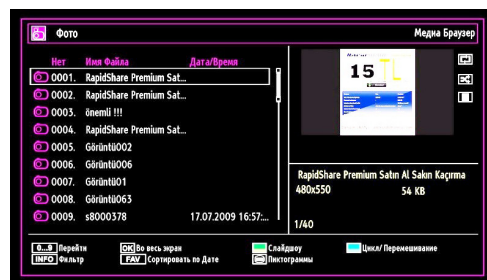 Фото
Медиа Браузер
Нет Имя Файла Дата/Время
0001. RapidShare Premium Sat...
0002. RapidShare Premium Sat...
0003. önemli !!!
0004. RapidShare Premium Sat...
0005. Görüntü002
0006. Görüntü006
0007. Görüntü01
0008. Görüntü063
0009. s8000378 17.07.2009 16:57:...
15 TL
RapidShare Premium Satın Al Sakın Kaçırma
480x550 54 KB
1/40
0...9 Перейти OK Во весь экран Слайдшоу Цикл/ Перемешивание
INFO Фильтр FAV Сортировать по Дате Пиктограммы